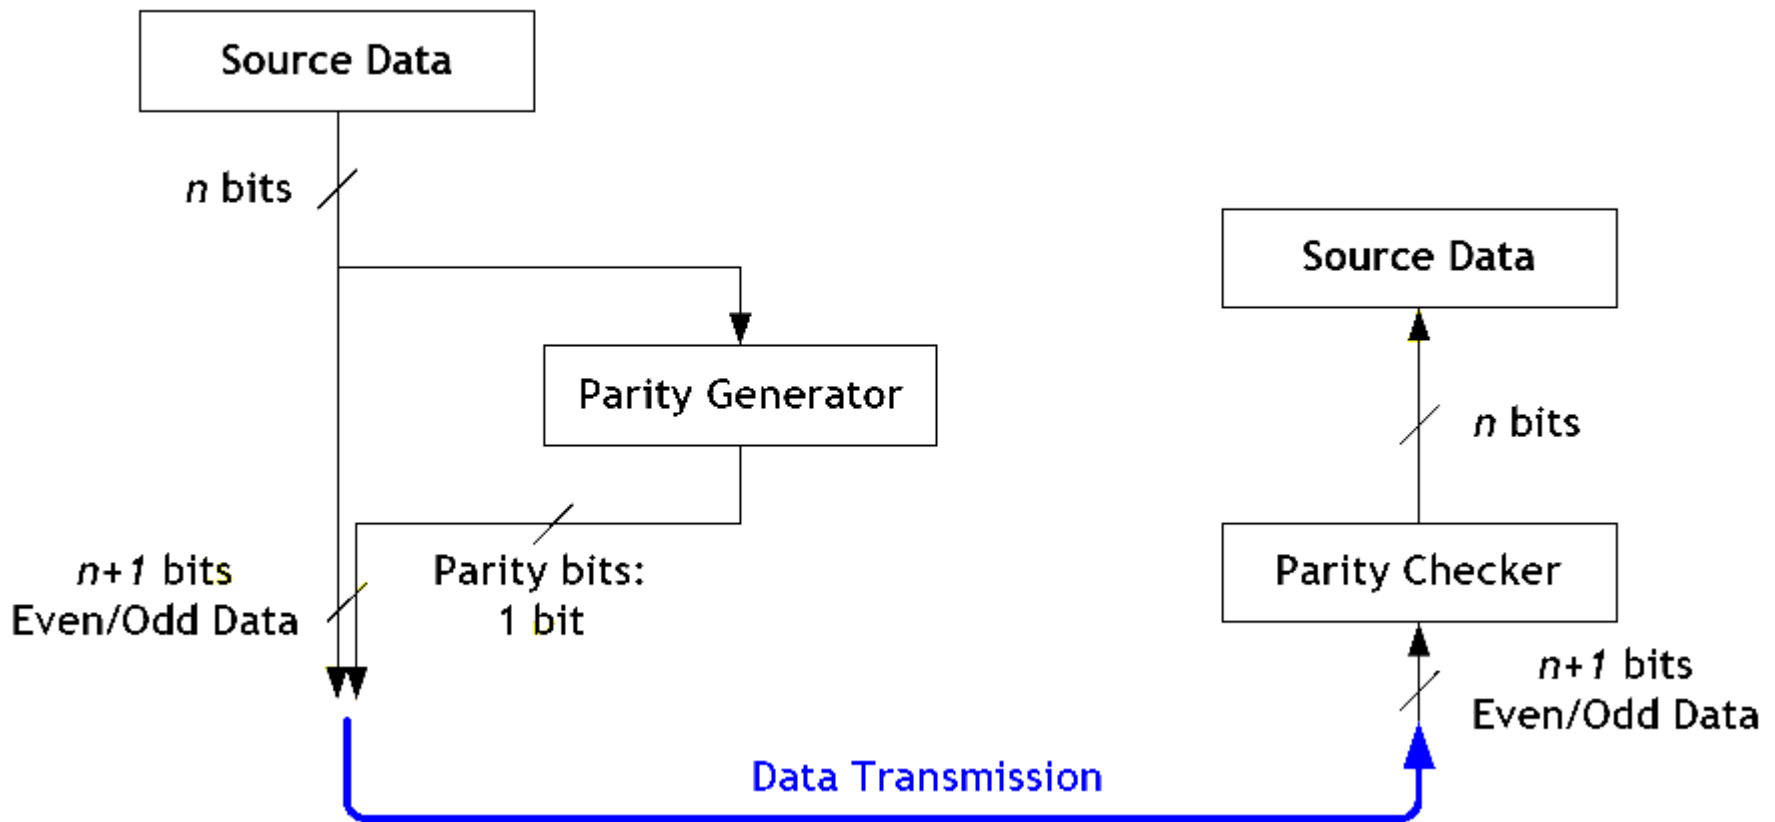 Source Data
n bits
Source Data
Parity Generator
n bits
n+1 bits
Even/Odd Data
Parity bits:
1 bit
Parity Checker
n+1 bits
Even/Odd Data
Data Transmission